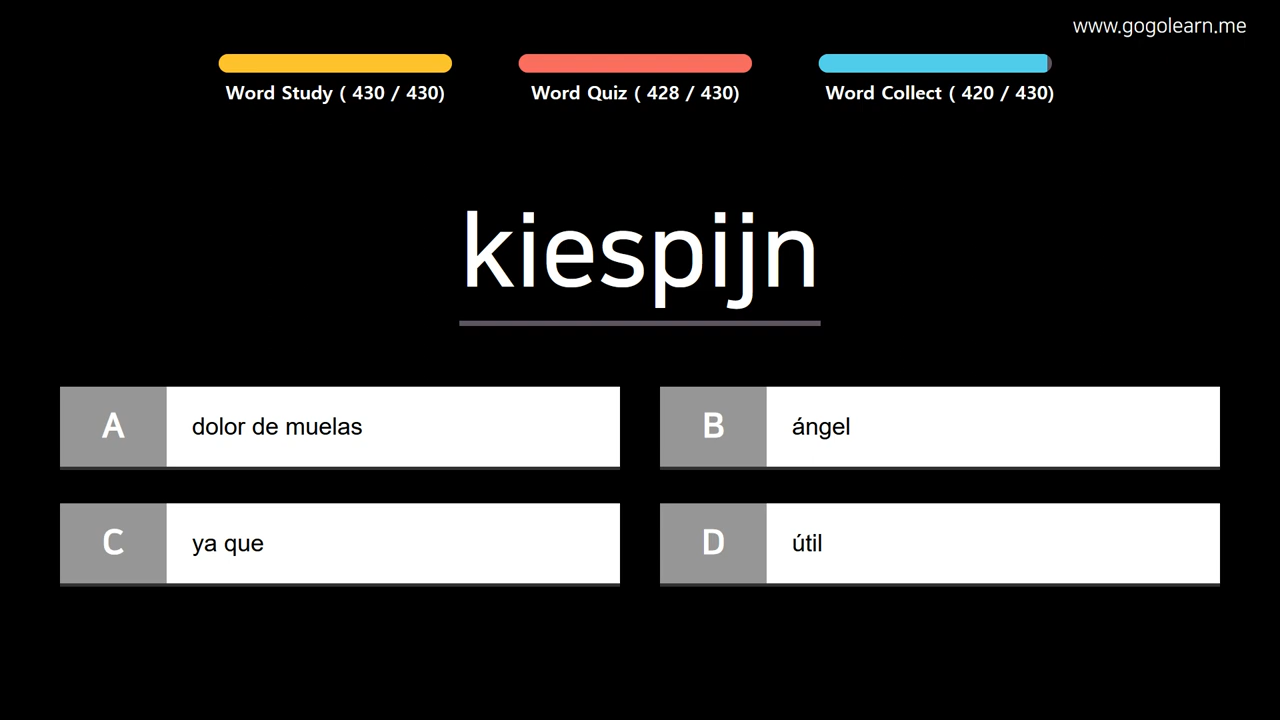 www.gogolearn.me
Word Study ( 430 / 430)
Word Quiz ( 428 / 430)
Word Collect ( 420 / 430)
kiespijn
A
dolor de muelas
B
ángel
C
ya que
D
útil